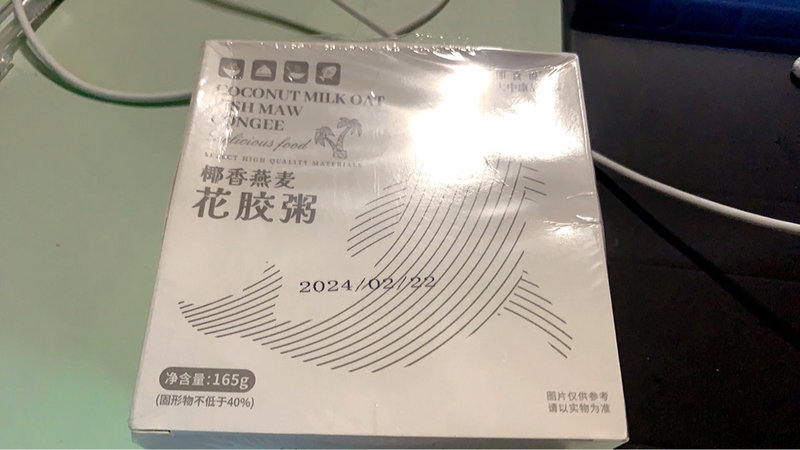 COCONUT MILK OAT
FISH MAW
CONGEE
Delicious food
SELECT HIGH QUALITY MATERIALS
椰香燕麦
花胶粥
2024/02/22
净含量:165g
(固形物不低于40%)
图片仅供参考
请以实物为准